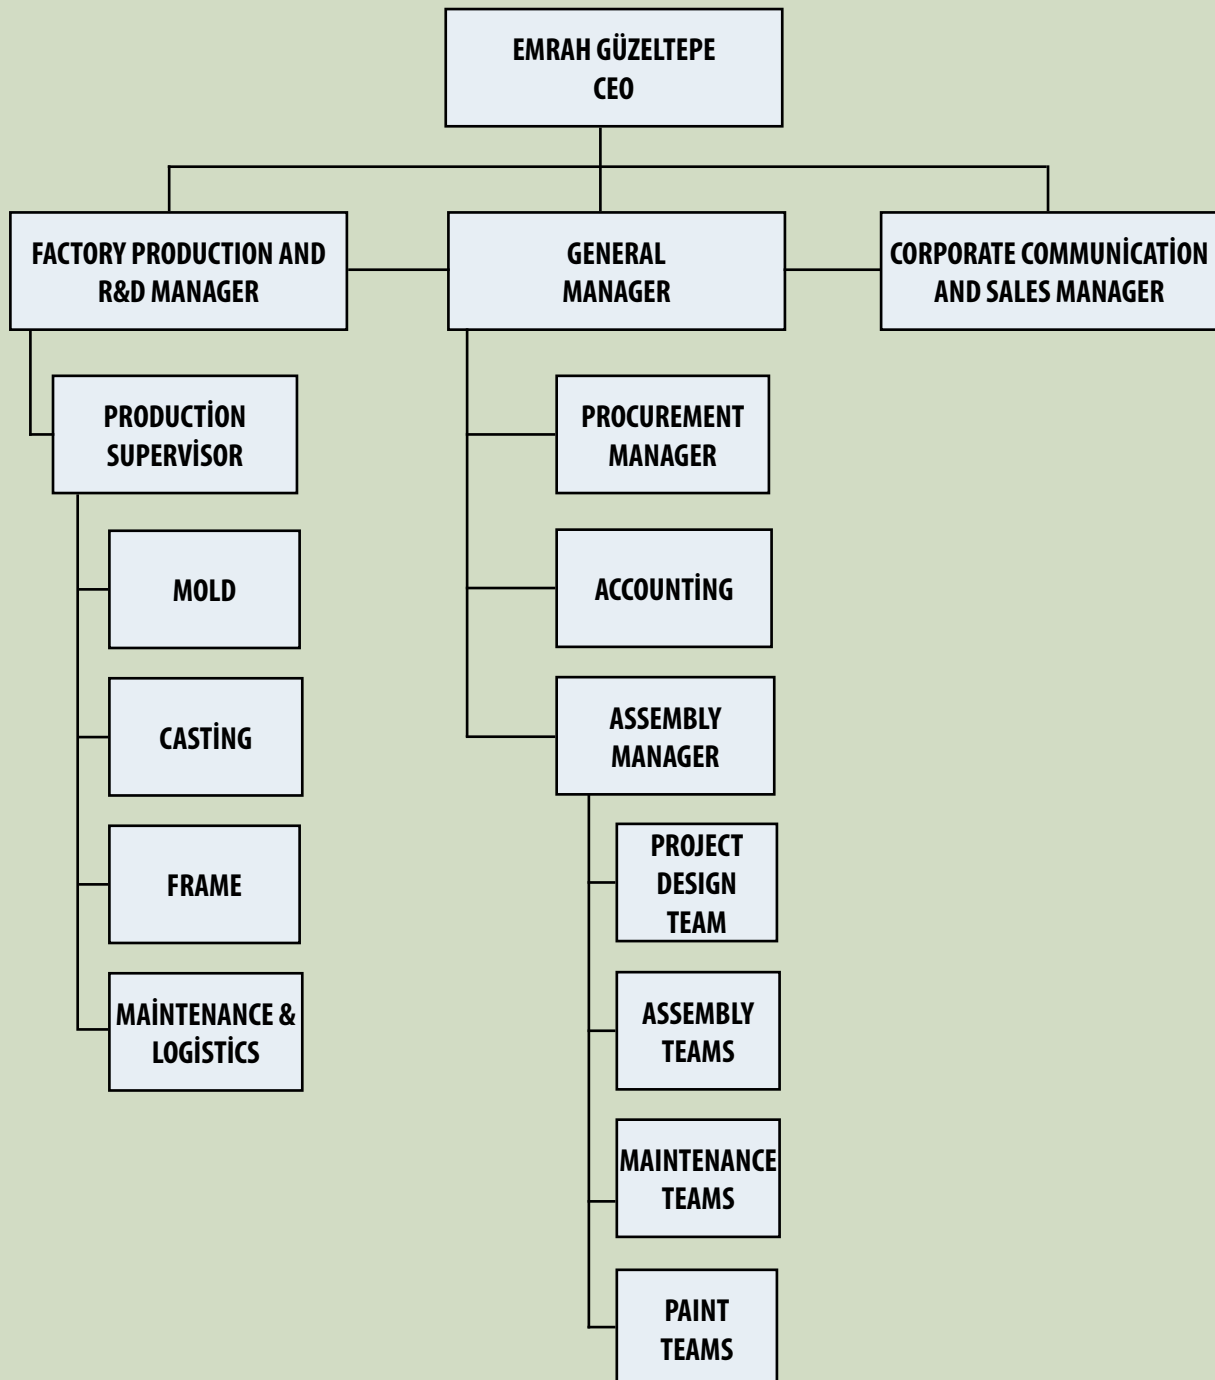 EMRAH GÜZELTEPE
CEO
FACTORY PRODUCTION AND
R&D MANAGER
GENERAL
MANAGER
CORPORATE COMMUNİCATION
AND SALES MANAGER
PRODUCTİON
SUPERVİSOR
MOLD
CASTİNG
FRAME
MAİNTENANCE &
LOGİSTİCS
PROCUREMENT
MANAGER
ACCOUNTİNG
ASSEMBLY
MANAGER
PROJECT
DESIGN
TEAM
ASSEMBLY
TEAMS
MAINTENANCE
TEAMS
PAINT
TEAMS